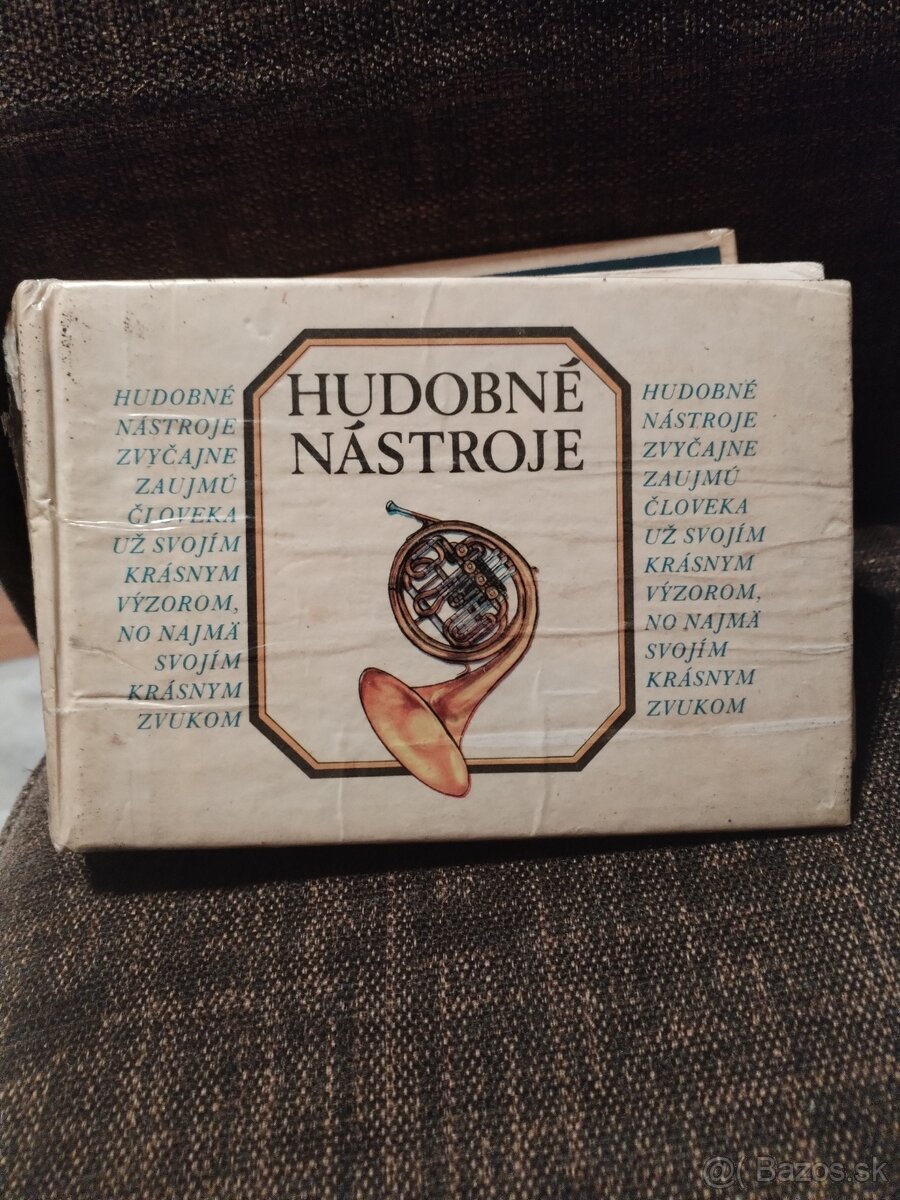 HUDOBNÉ
NÁSTROJE
ZVYČAJNE
ZAUJMÚ
ČLOVEKA
UŽ SVOJÍM
KRÁSNYM
VÝZOROM,
NO NAJMÄ
SVOJÍM
KRÁSNYM
ZVUKOM
HUDOBNÉ
NÁSTROJE
HUDOBNÉ
NÁSTROJE
ZVYČAJNE
ZAUJMÚ
ČLOVEKA
UŽ SVOJÍM
KRÁSNYM
VÝZOROM,
NO NAJMÄ
SVOJÍM
KRÁSNYM
ZVUKOM
@( Bazos.sk